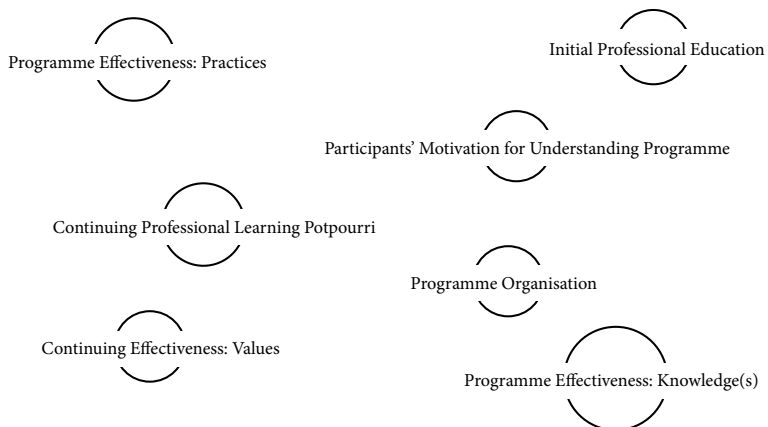 Initial Professional Education
Programme Effectiveness: Practices
Participants’ Motivation for Understanding Programme
Continuing Professional Learning Potpourri
Programme Organisation
Continuing Effectiveness: Values
Programme Effectiveness: Knowledge(s)